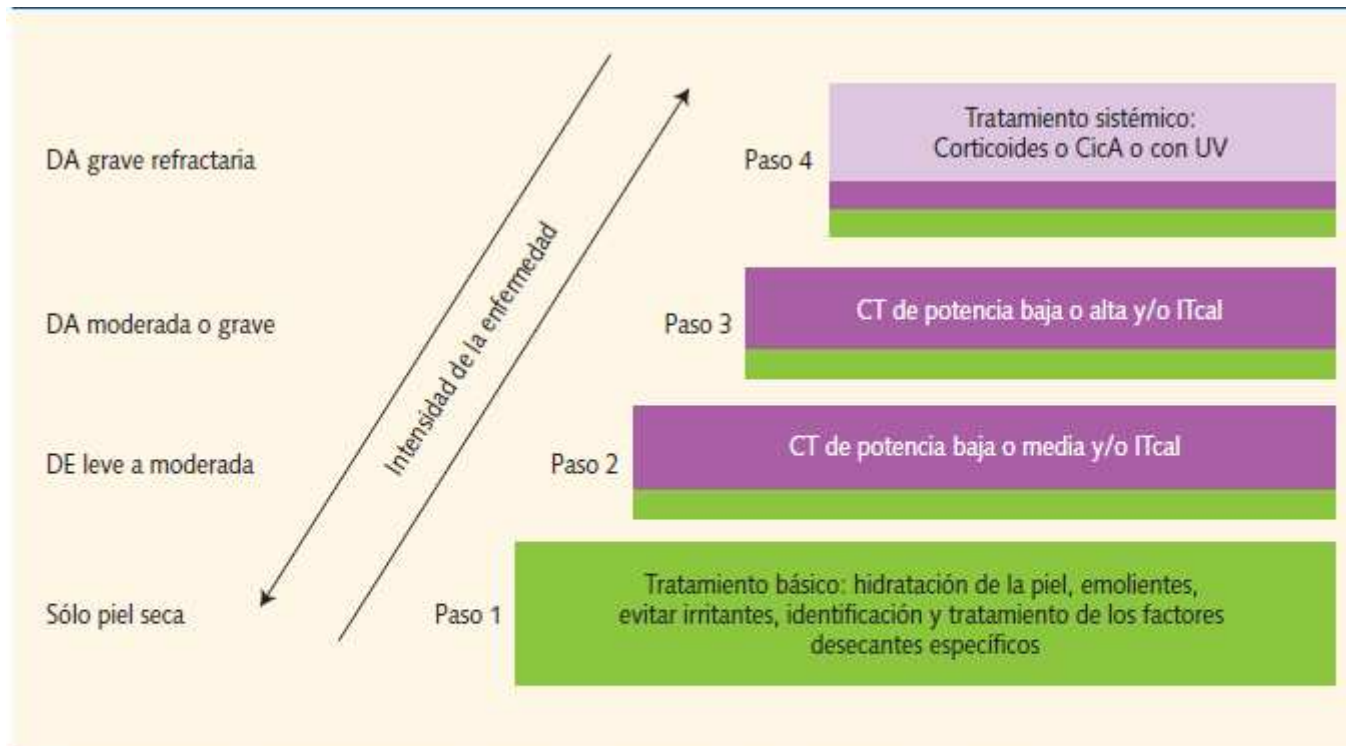 DA grave refractaria
Paso 4
Tratamiento sistémico:
Corticoides o CicA o con UV
DA moderada o grave
Paso 3
CT de potencia baja o alta y/o ITcal
Intensidad de la enfermedad
DE leve a moderada
Paso 2
CT de potencia baja o media y/o ITcal
Sólo piel seca
Paso 1
Tratamiento básico: hidratación de la piel, emolientes,
evitar irritantes, identificación y tratamiento de los factores
desecantes específicos